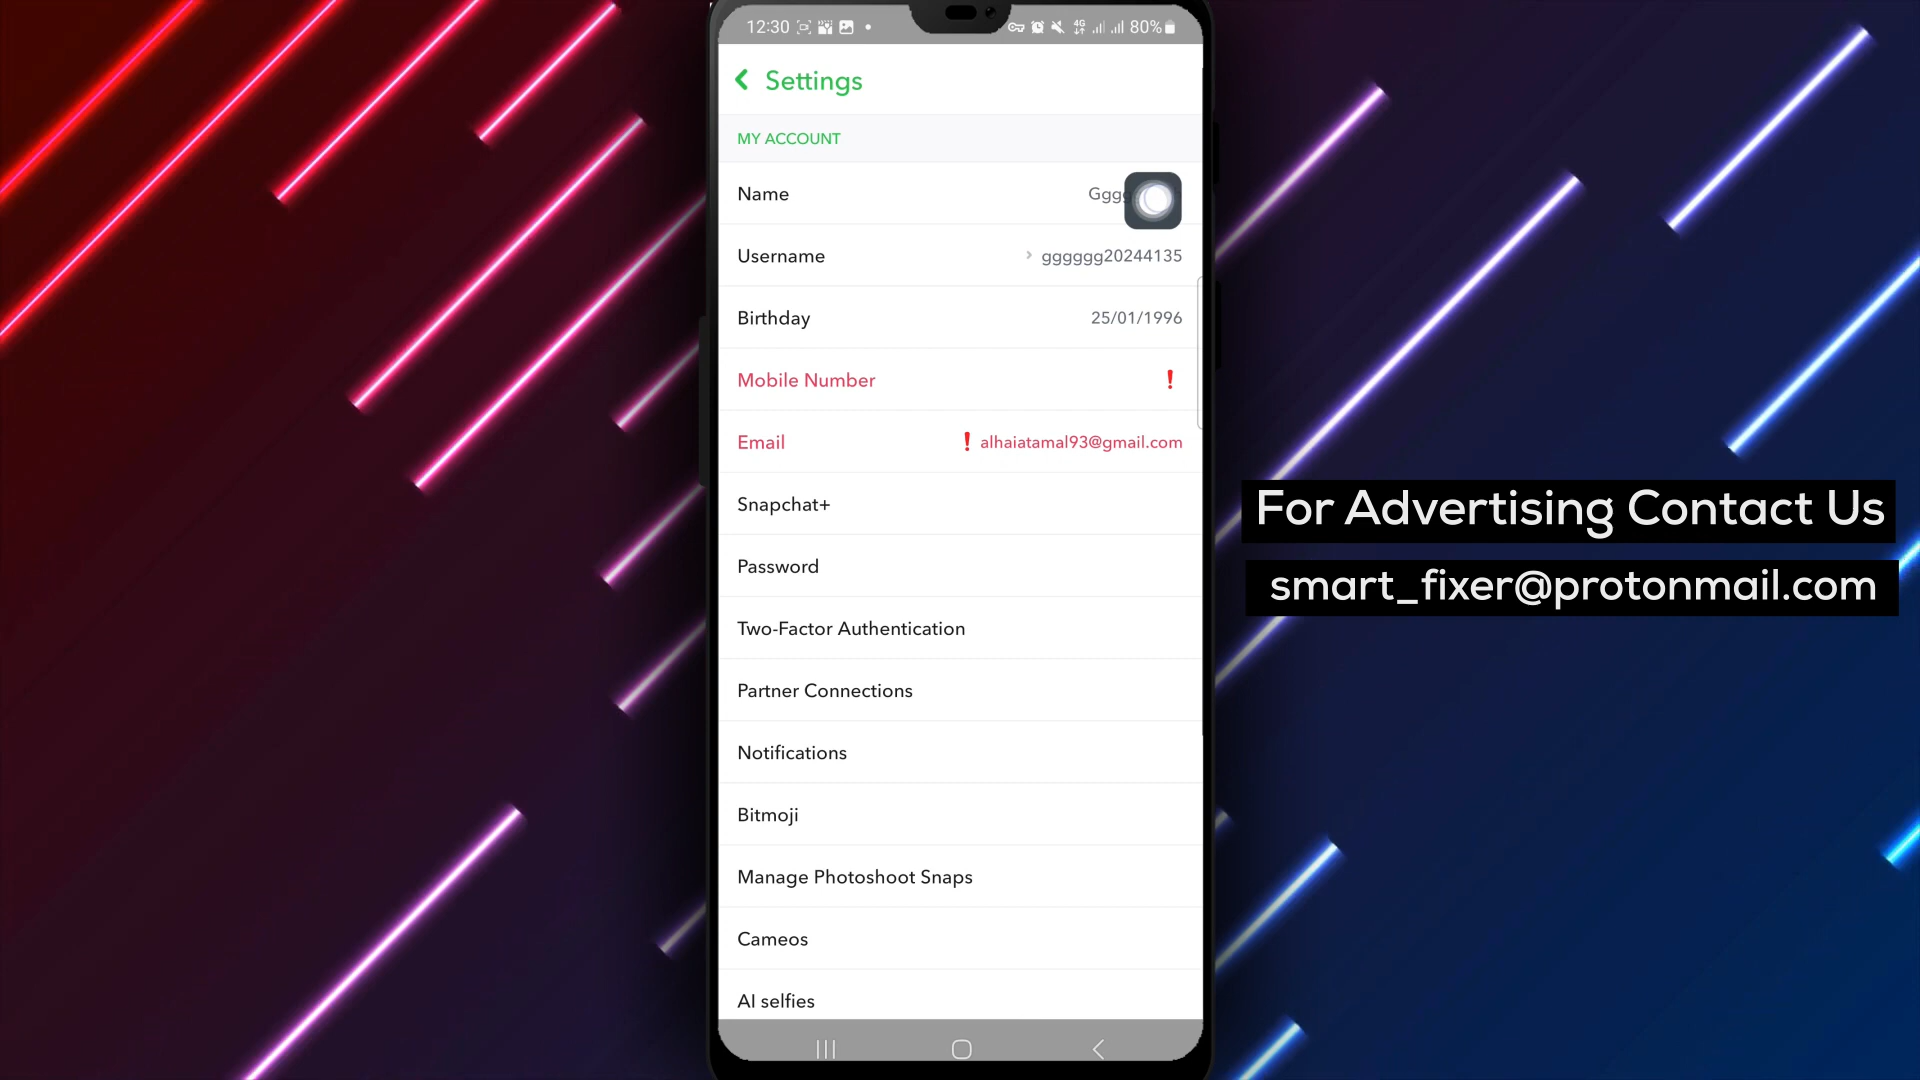 12:30 4G 80%
Settings
MY ACCOUNT
Name
Username gggggg20244135
Birthday 25/01/1996
Mobile Number !
Email ! alhaiatamal93@gmail.com
Snapchat+
Password
Two-Factor Authentication
Partner Connections
Notifications
Bitmoji
Manage Photoshoot Snaps
Cameos
AI selfies
For Advertising Contact Us
smart_fixer@protonmail.com